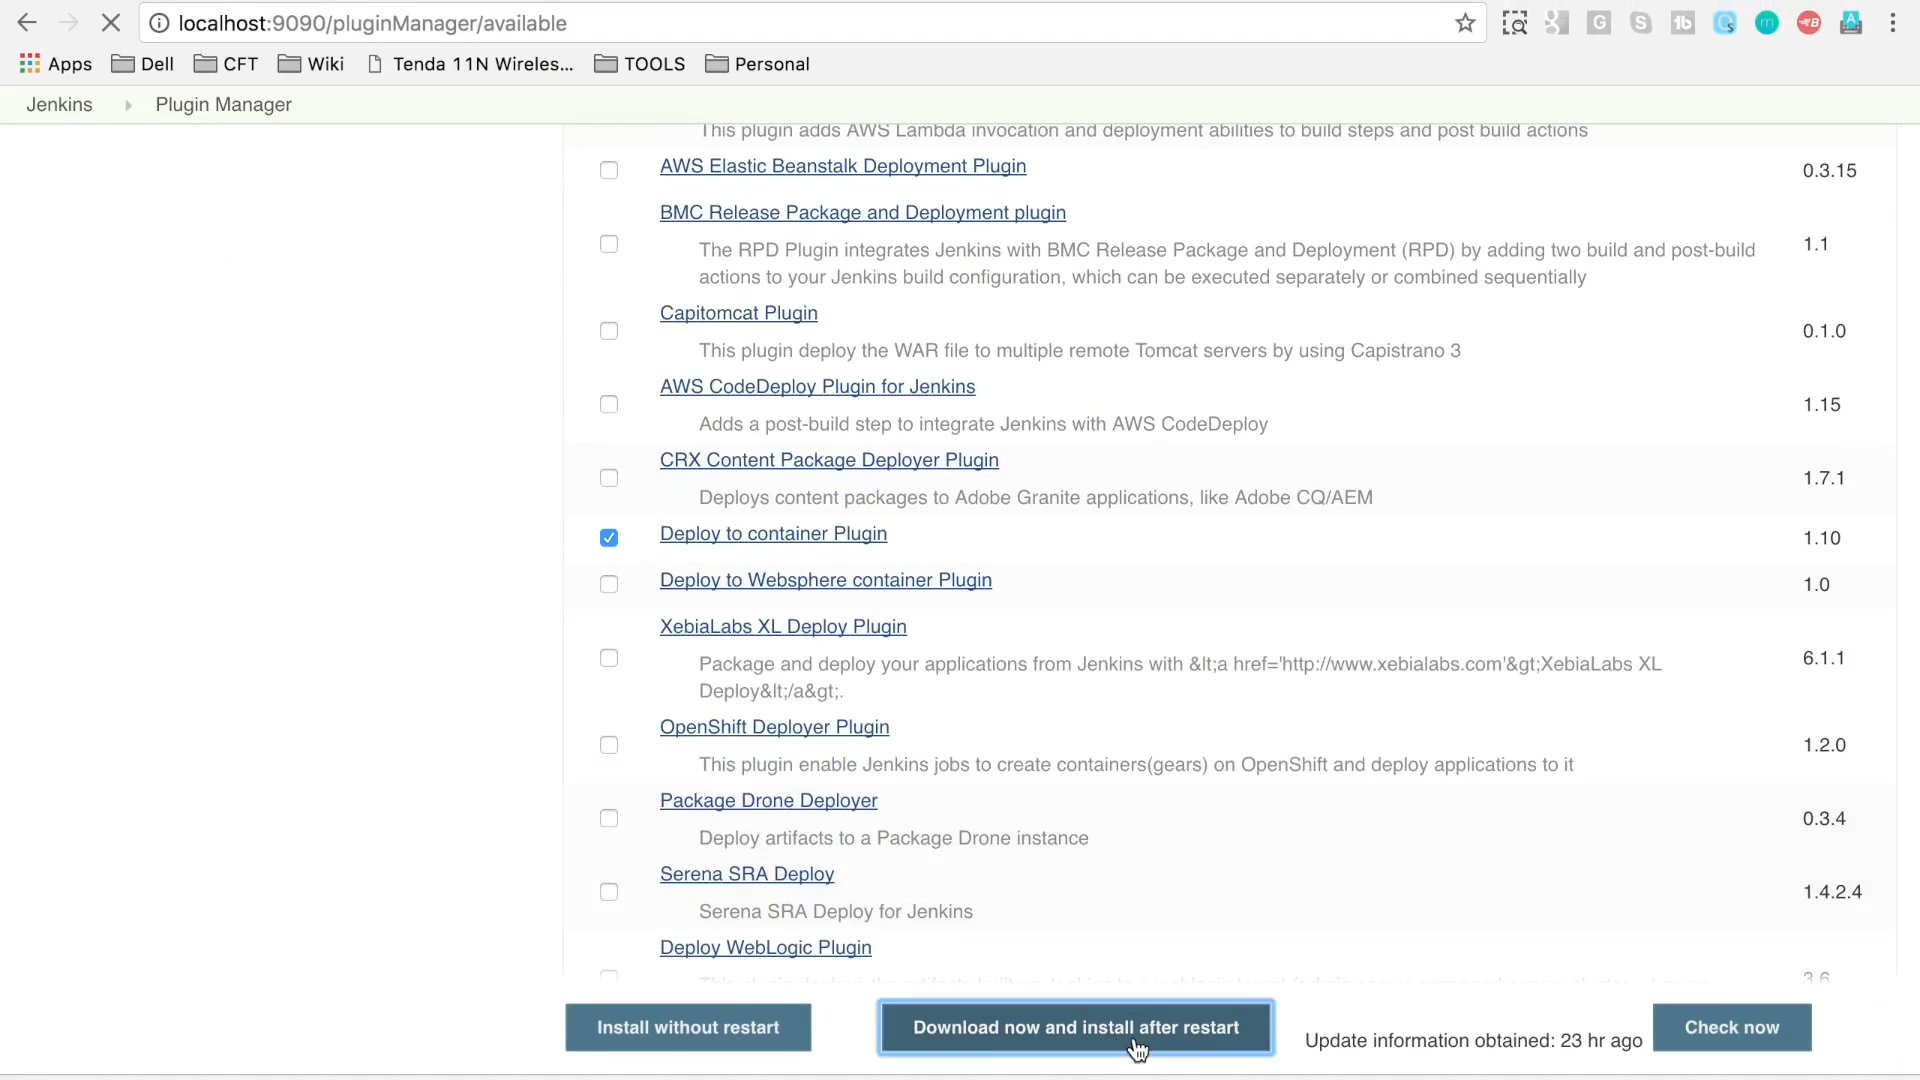 localhost:9090/pluginManager/available
Apps Dell CFT Wiki Tenda 11N Wireles... TOOLS Personal
Jenkins Plugin Manager
This plugin adds AWS Lambda invocation and deployment abilities to build steps and post build actions
AWS Elastic Beanstalk Deployment Plugin 0.3.15
BMC Release Package and Deployment plugin
The RPD Plugin integrates Jenkins with BMC Release Package and Deployment (RPD) by adding two build and post-build 1.1
actions to your Jenkins build configuration, which can be executed separately or combined sequentially
Capitomcat Plugin 0.1.0
This plugin deploy the WAR file to multiple remote Tomcat servers by using Capistrano 3
AWS CodeDeploy Plugin for Jenkins 1.15
Adds a post-build step to integrate Jenkins with AWS CodeDeploy
CRX Content Package Deployer Plugin 1.7.1
Deploys content packages to Adobe Granite applications, like Adobe CQ/AEM
Deploy to container Plugin 1.10
Deploy to Websphere container Plugin 1.0
XebiaLabs XL Deploy Plugin
Package and deploy your applications from Jenkins with &lt;a href='http://www.xebialabs.com'&gt;XebiaLabs XL 6.1.1
Deploy&lt;/a&gt;.
OpenShift Deployer Plugin 1.2.0
This plugin enable Jenkins jobs to create containers(gears) on OpenShift and deploy applications to it
Package Drone Deployer 0.3.4
Deploy artifacts to a Package Drone instance
Serena SRA Deploy 1.4.2.4
Serena SRA Deploy for Jenkins
Deploy WebLogic Plugin
3.6
Install without restart Download now and install after restart Update information obtained: 23 hr ago Check now